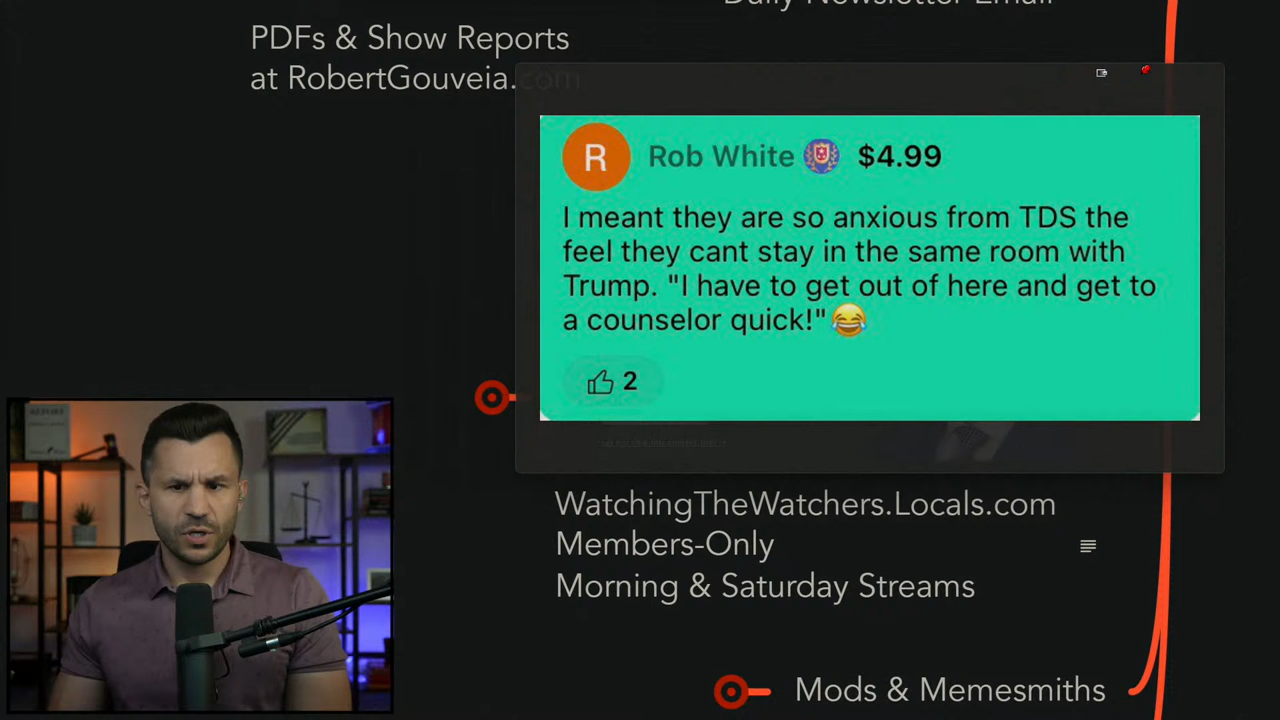 PDFs & Show Reports
at RobertGouveia.com
R
Rob White $4.99
I meant they are so anxious from TDS the
feel they cant stay in the same room with
Trump. "I have to get out of here and get to
a counselor quick!"😂
2
WatchingTheWatchers.Locals.com
Members-Only
Morning & Saturday Streams
Mods & Memesmiths